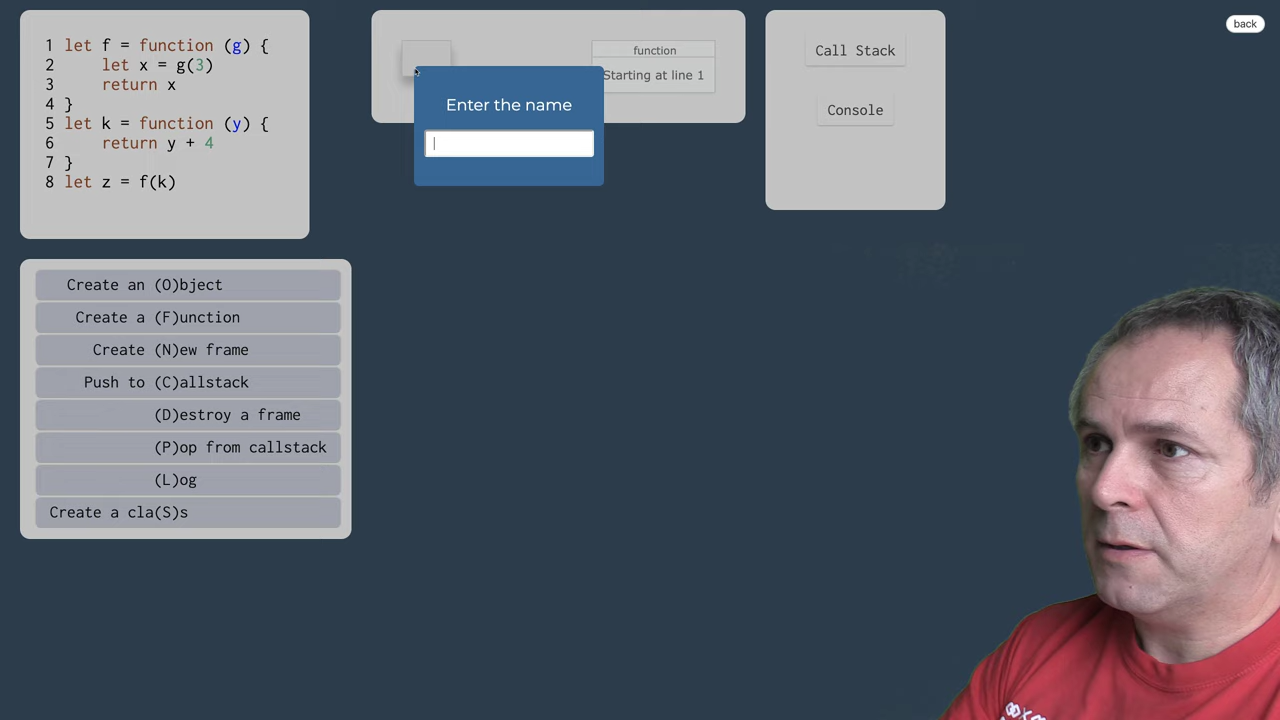 back
1 let f = function (g) {
2 let x = g(3)
3 return x
4 }
5 let k = function (y) {
6 return y + 4
7 }
8 let z = f(k)
function
Starting at line 1
Enter the name
Call Stack
Console
Create an (O)bject
Create a (F)unction
Create (N)ew frame
Push to (C)allstack
(D)estroy a frame
(P)op from callstack
(L)og
Create a cla(S)s